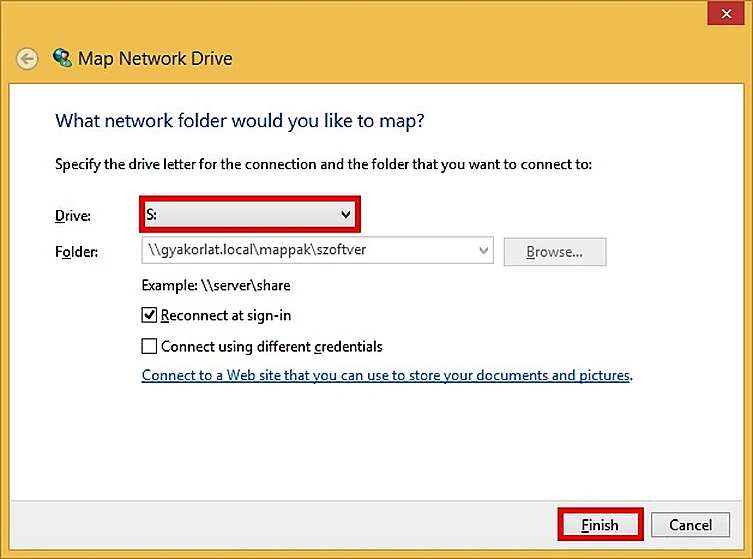 Map Network Drive
What network folder would you like to map?
Specify the drive letter for the connection and the folder that you want to connect to:
Drive: S:
Folder: \\gyakorlat.local\mappak\szoftver Browse...
Example: \\server\share
Reconnect at sign-in
Connect using different credentials
Connect to a Web site that you can use to store your documents and pictures.
Finish Cancel